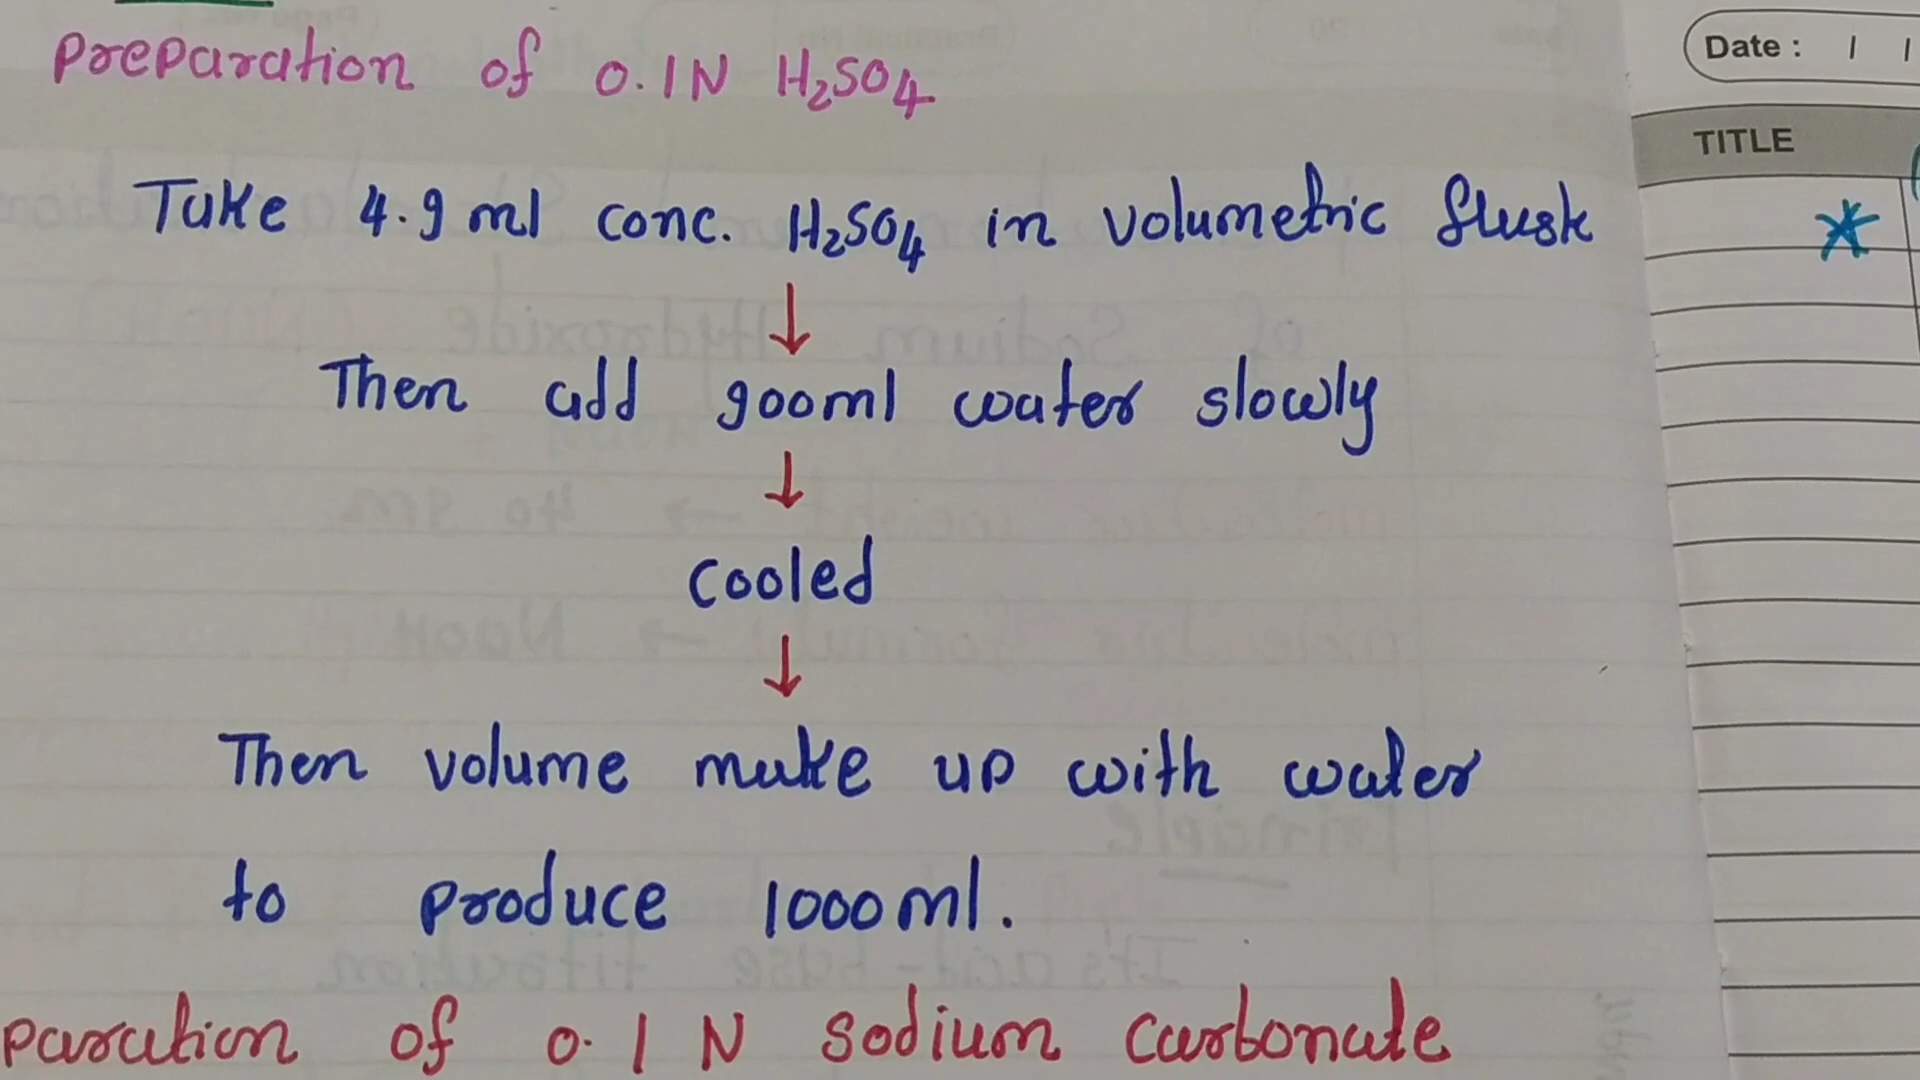 Preparation of 0.1N H₂SO₄
Date : / /
TITLE
Take 4.9 ml conc. H₂SO₄ in volumetric flask
Then add 900ml water slowly
cooled
Then volume make up with water
to produce 1000ml.
paration of 0.1 N sodium carbonate